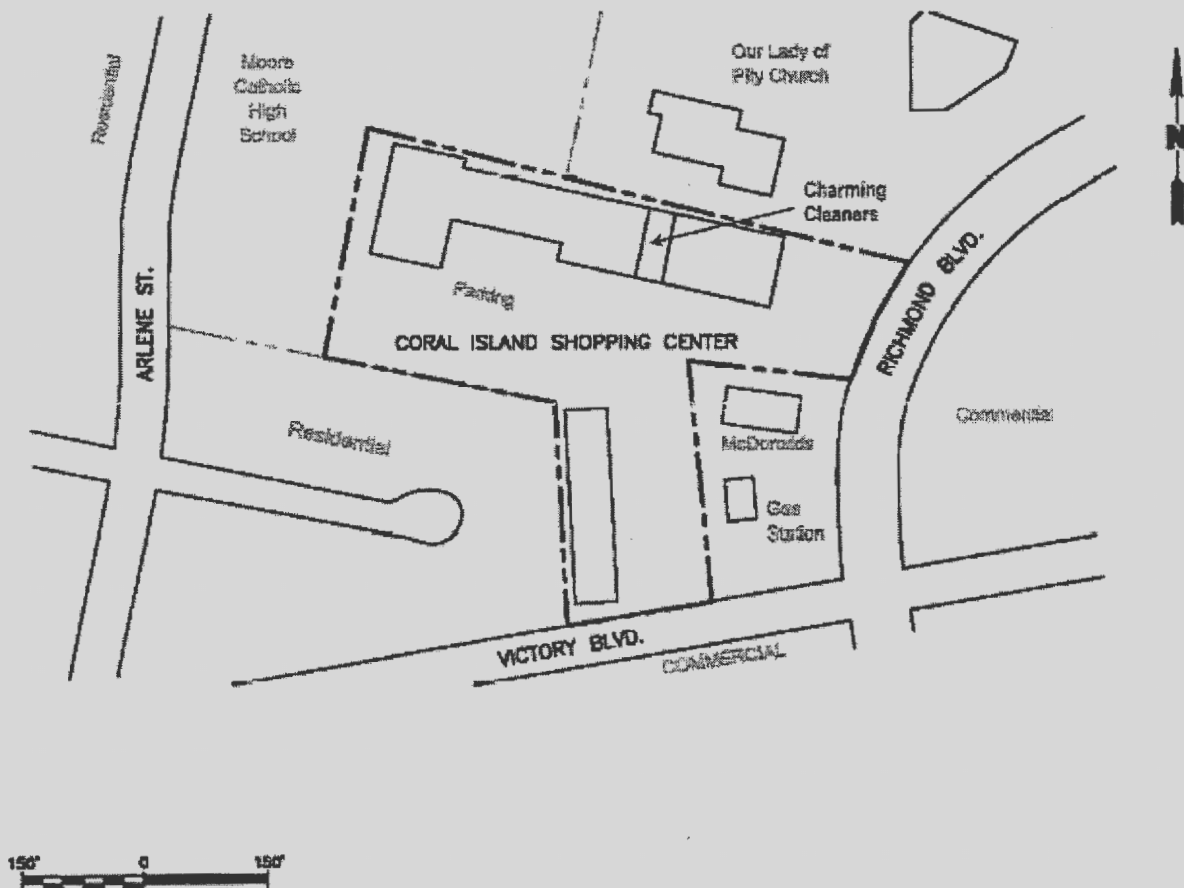 Residential
Moore
Catholic
High
School
Our Lady of
Pity Church
N
Charming
Cleaners
ARLENE ST.
Parking
CORAL ISLAND SHOPPING CENTER
RICHMOND BLVD.
Residential
McDonalds
Commercial
Gas
Station
VICTORY BLVD.
COMMERCIAL
150' 0 150'